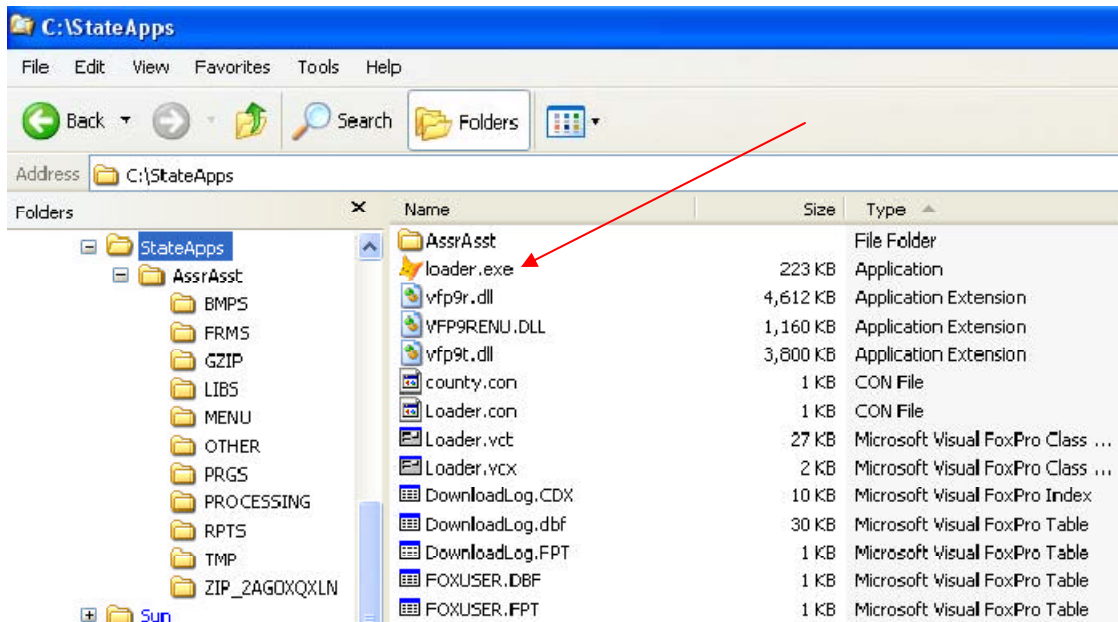 C:\StateApps
File Edit View Favorites Tools Help
Back Search Folders
Address C:\StateApps
Folders × Name Size Type
StateApps
AssrAsst
BMPS
FRMS
GZIP
LIBS
MENU
OTHER
PRGS
PROCESSING
RPTS
TMP
ZIP_2AGOXQXLN
Sun
AssrAsst File Folder
loader.exe 223 KB Application
vfp9r.dll 4,612 KB Application Extension
VFP9RENU.DLL 1,160 KB Application Extension
vfp9t.dll 3,800 KB Application Extension
county.con 1 KB CON File
Loader.con 1 KB CON File
Loader.vct 27 KB Microsoft Visual FoxPro Class ...
Loader.vcx 2 KB Microsoft Visual FoxPro Class ...
DownloadLog.CDX 10 KB Microsoft Visual FoxPro Index
DownloadLog.dbf 30 KB Microsoft Visual FoxPro Table
DownloadLog.FPT 1 KB Microsoft Visual FoxPro Table
FOXUSER.DBF 1 KB Microsoft Visual FoxPro Table
FOXUSER.FPT 1 KB Microsoft Visual FoxPro Table